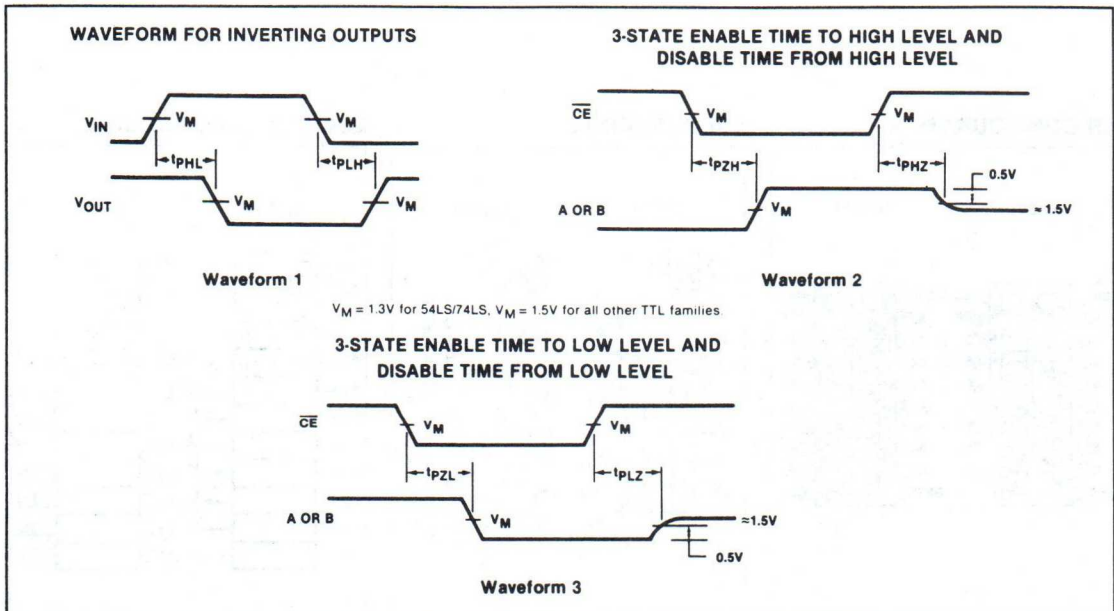 WAVEFORM FOR INVERTING OUTPUTS
VIN
VM
VM
tPHL
tPLH
VOUT
VM
VM
Waveform 1
3-STATE ENABLE TIME TO HIGH LEVEL AND
DISABLE TIME FROM HIGH LEVEL
CE
VM
VM
tPZH
tPHZ
0.5V
A OR B
VM
≈1.5V
Waveform 2
VM = 1.3V for 54LS/74LS, VM = 1.5V for all other TTL families.
3-STATE ENABLE TIME TO LOW LEVEL AND
DISABLE TIME FROM LOW LEVEL
CE
VM
VM
tPZL
tPLZ
A OR B
VM
≈1.5V
0.5V
Waveform 3